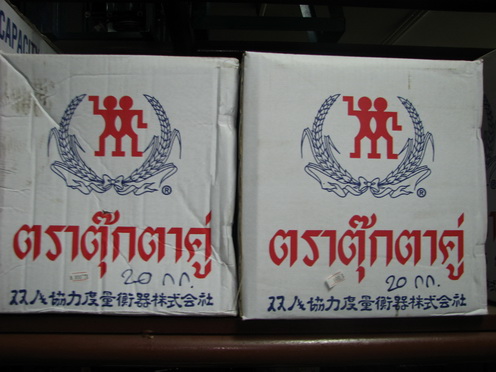 CAPACITY
®
ตราตุ๊กตาคู่
20 กก.
双人協力度量衡器株式会社
®
ตราตุ๊กตาคู่
20 กก.
双人協力度量衡器株式会社